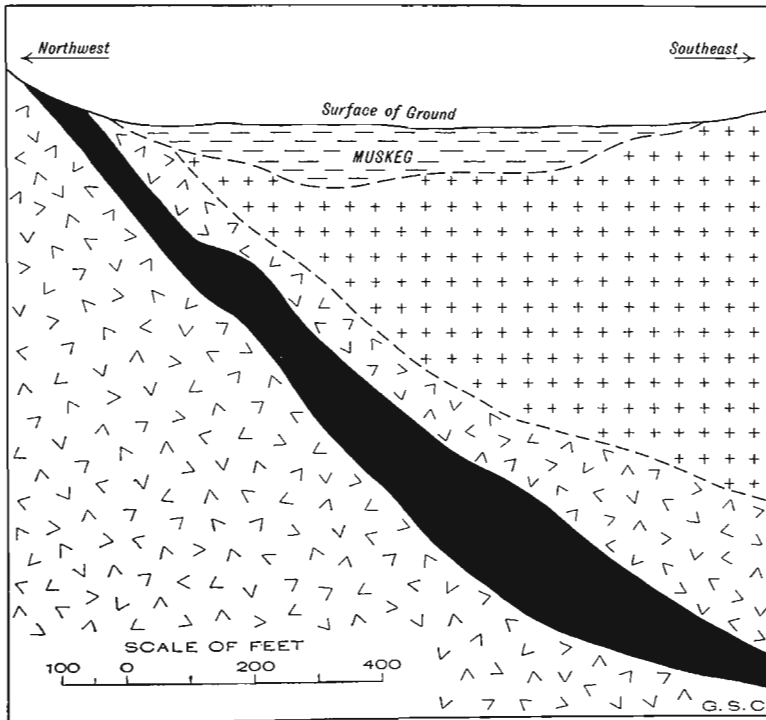 Northwest
Southeast
Surface of Ground
MUSKEG
SCALE OF FEET
100 0 200 400
G.S.C.